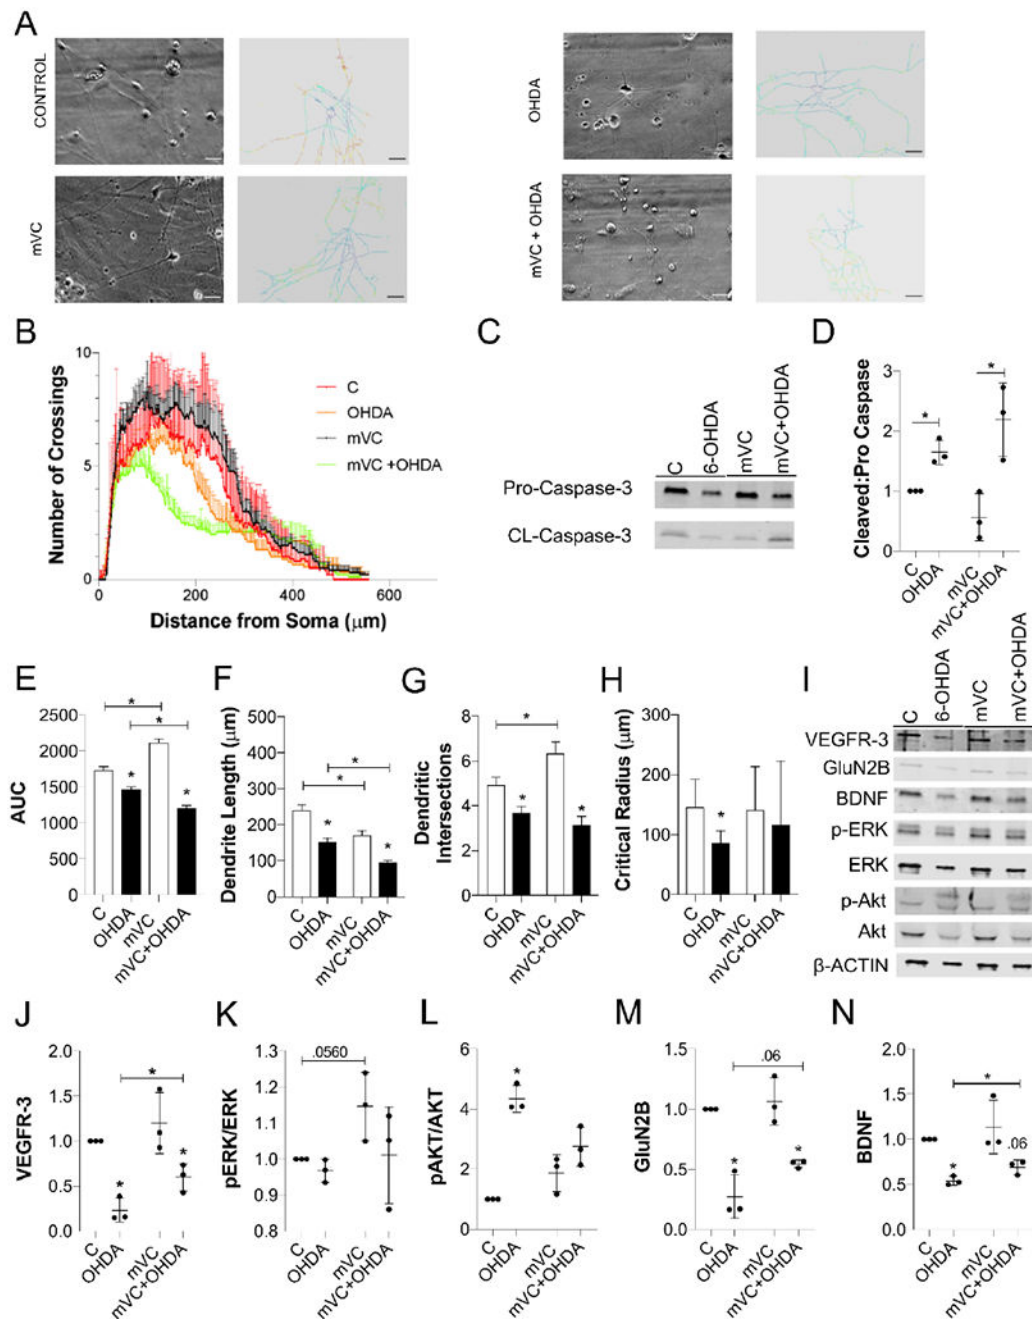 A
CONTROL
mVC
OHDA
mVC + OHDA
B
Number of Crossings
10
5
0
C
OHDA
mVC
mVC +OHDA
0
200
400
600
Distance from Soma (μm)
C
C
6-OHDA
mVC
mVC+OHDA
Pro-Caspase-3
CL-Caspase-3
D
Cleaved:Pro Caspase
3
2
1
0
*
*
C
OHDA
mVC
mVC+OHDA
E
AUC
2500
2000
1500
1000
500
0
*
*
*
*
C
OHDA
mVC
mVC+OHDA
F
Dendrite Length (μm)
500
400
300
200
100
0
*
*
*
*
C
OHDA
mVC
mVC+OHDA
G
Dendritic
Intersections
8
6
4
2
0
*
*
*
C
OHDA
mVC
mVC+OHDA
H
Critical Radius (μm)
300
200
100
0
*
C
OHDA
mVC
mVC+OHDA
I
C
6-OHDA
mVC
mVC+OHDA
VEGFR-3
GluN2B
BDNF
p-ERK
ERK
p-Akt
Akt
β-ACTIN
J
VEGFR-3
2.0
1.5
1.0
0.5
0.0
*
*
*
C
OHDA
mVC
mVC+OHDA
K
pERK/ERK
1.3
1.2
1.1
1.0
0.9
0.8
.0560
C
OHDA
mVC
mVC+OHDA
L
pAKT/AKT
6
4
2
0
*
C
OHDA
mVC
mVC+OHDA
M
GluN2B
1.5
1.0
0.5
0.0
.06
*
*
C
OHDA
mVC
mVC+OHDA
N
BDNF
2.0
1.5
1.0
0.5
0.0
*
*
.06
C
OHDA
mVC
mVC+OHDA